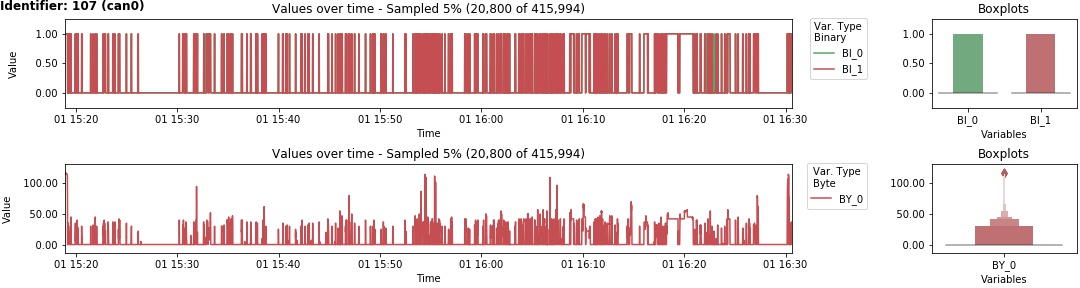 Identifier: 107 (can0)
Values over time - Sampled 5% (20,800 of 415,994)
Boxplots
Value
1.00
0.50
0.00
01 15:20
01 15:30
01 15:40
01 15:50
01 16:00
01 16:10
01 16:20
01 16:30
Time
Var. Type
Binary
BI_0
BI_1
1.00
0.50
0.00
BI_0
BI_1
Variables
Values over time - Sampled 5% (20,800 of 415,994)
Boxplots
Value
100.00
50.00
0.00
01 15:20
01 15:30
01 15:40
01 15:50
01 16:00
01 16:10
01 16:20
01 16:30
Time
Var. Type
Byte
BY_0
100.00
50.00
0.00
BY_0
Variables